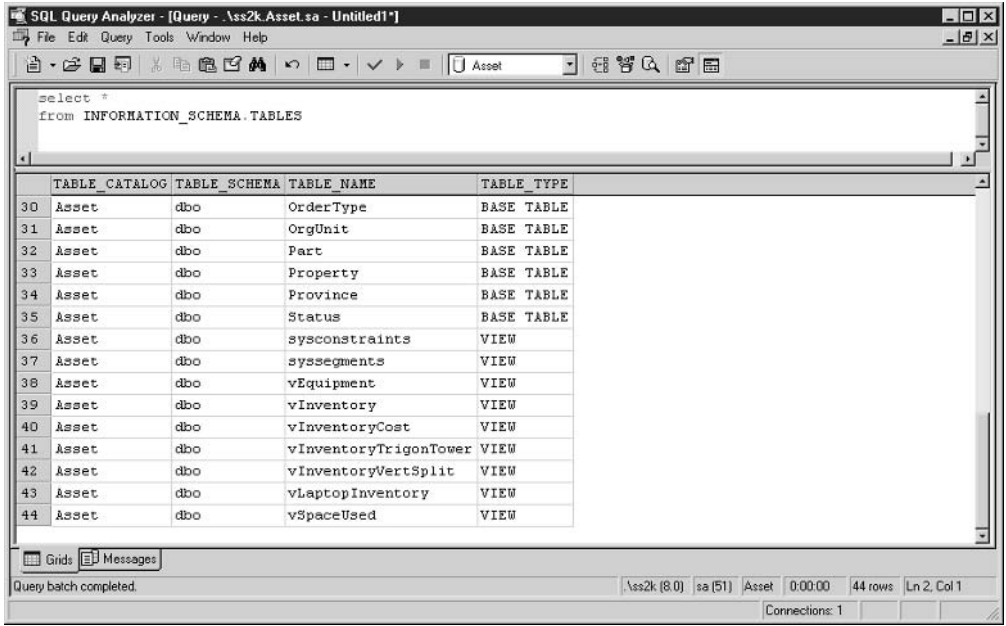 SQL Query Analyzer - [Query - .\ss2k.Asset.sa - Untitled1*]
File Edit Query Tools Window Help
Asset
select *
from INFORMATION_SCHEMA.TABLES
TABLE_CATALOG TABLE_SCHEMA TABLE_NAME TABLE_TYPE
30 Asset dbo OrderType BASE TABLE
31 Asset dbo OrgUnit BASE TABLE
32 Asset dbo Part BASE TABLE
33 Asset dbo Property BASE TABLE
34 Asset dbo Province BASE TABLE
35 Asset dbo Status BASE TABLE
36 Asset dbo sysconstraints VIEW
37 Asset dbo syssegments VIEW
38 Asset dbo vEquipment VIEW
39 Asset dbo vInventory VIEW
40 Asset dbo vInventoryCost VIEW
41 Asset dbo vInventoryTrigonTower VIEW
42 Asset dbo vInventoryVertSplit VIEW
43 Asset dbo vLaptopInventory VIEW
44 Asset dbo vSpaceUsed VIEW
Grids Messages
Query batch completed. .\ss2k (8.0) sa (51) Asset 0:00:00 44 rows Ln 2, Col 1
Connections: 1